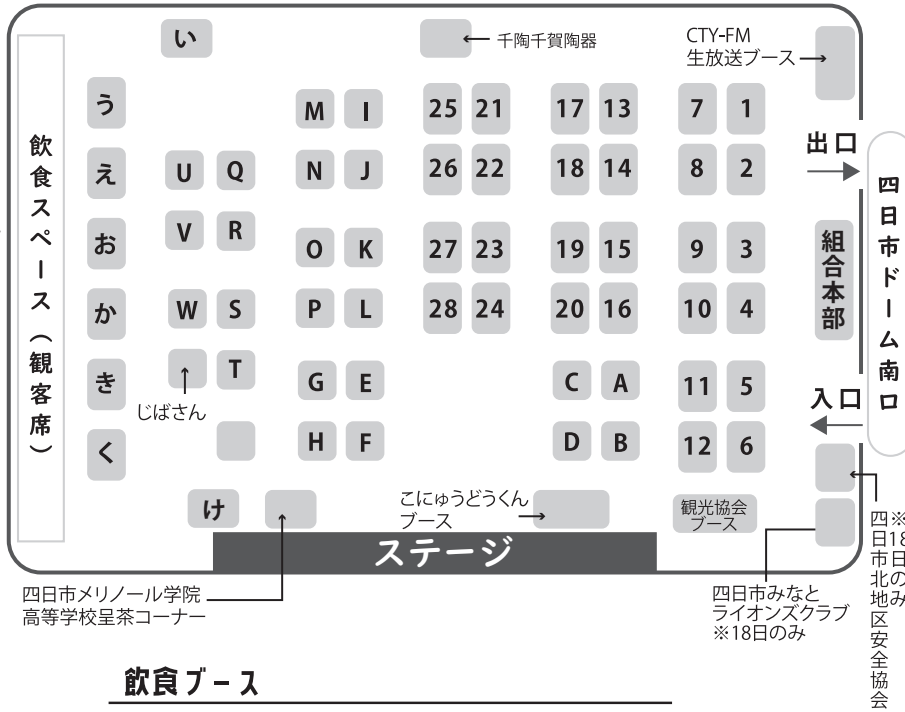 い
千陶千賀陶器
CTY-FM
生放送ブース
う
え
お
か
き
く
け
飲食スペース(観客席)
M I
N J
O K
P L
G E
H F
U Q
V R
W S
T
じばさん
25 21
26 22
27 23
28 24
17 13
18 14
19 15
20 16
C A
D B
7 1
8 2
9 3
10 4
11 5
12 6
出口
組合本部
入口
四日市ドーム南口
こにゅうどうくん
ブース
観光協会
ブース
ステージ
四日市メリノール学院
高等学校呈茶コーナー
四日市みなと
ライオンズクラブ
※18日のみ
四日市北地区安全協会
※18日のみ
飲食ブース